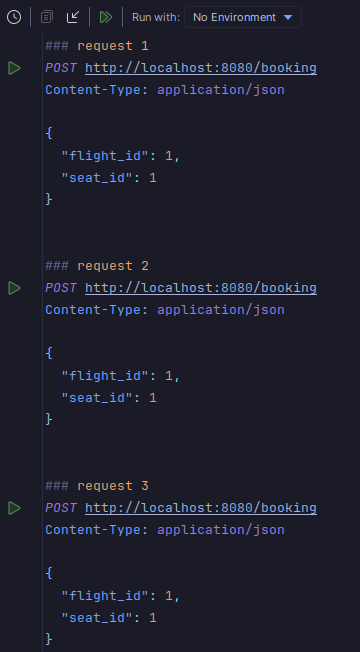 Run with: No Environment
### request 1
POST http://localhost:8080/booking
Content-Type: application/json
{
"flight_id": 1,
"seat_id": 1
}
### request 2
POST http://localhost:8080/booking
Content-Type: application/json
{
"flight_id": 1,
"seat_id": 1
}
### request 3
POST http://localhost:8080/booking
Content-Type: application/json
{
"flight_id": 1,
"seat_id": 1
}